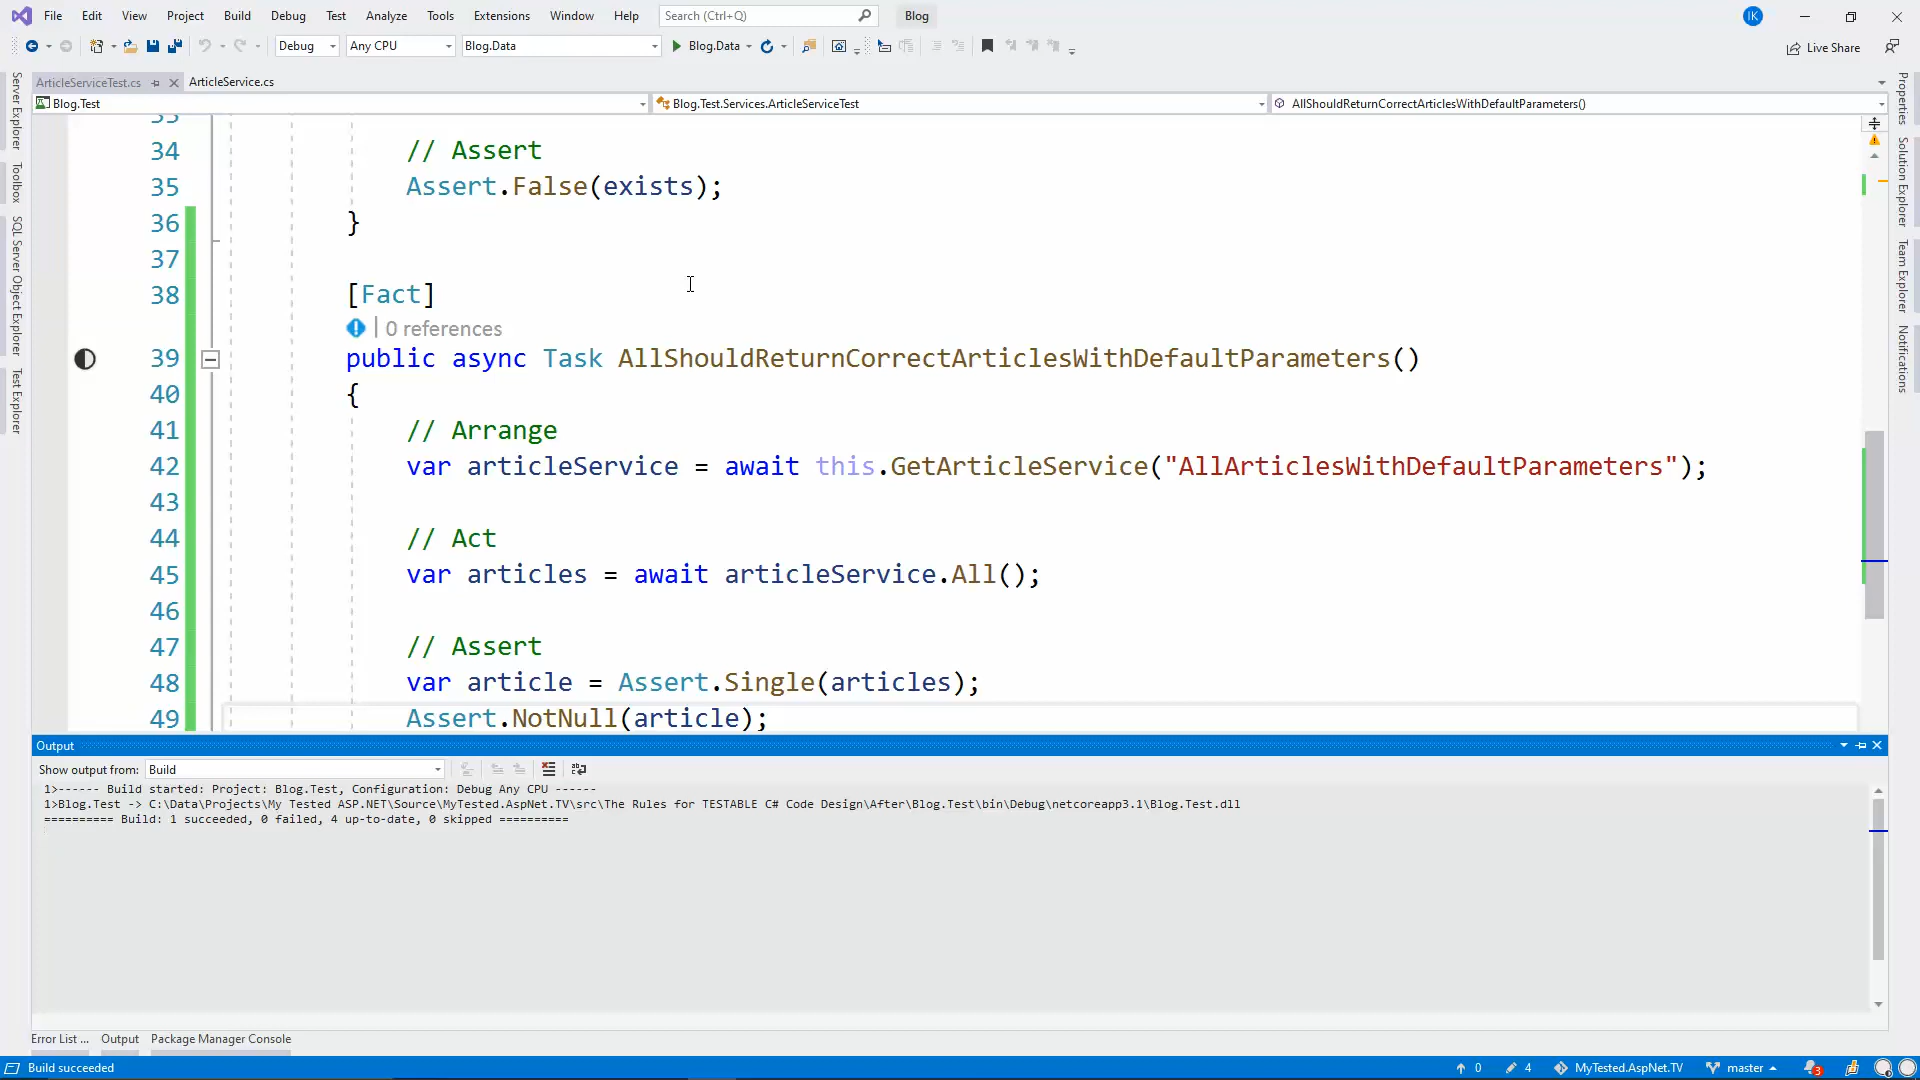 File Edit View Project Build Debug Test Analyze Tools Extensions Window Help Search (Ctrl+Q) Blog IK
Debug Any CPU Blog.Data Blog.Data Live Share
ArticleServiceTest.cs ArticleService.cs
Blog.Test Blog.Test.Services.ArticleServiceTest AllShouldReturnCorrectArticlesWithDefaultParameters()
Server Explorer
Toolbox
SQL Server Object Explorer
Test Explorer
Properties
Solution Explorer
Team Explorer
Notifications
33
34 // Assert
35 Assert.False(exists);
36 }
37
38 [Fact]
0 references
39 public async Task AllShouldReturnCorrectArticlesWithDefaultParameters()
40 {
41 // Arrange
42 var articleService = await this.GetArticleService("AllArticlesWithDefaultParameters");
43
44 // Act
45 var articles = await articleService.All();
46
47 // Assert
48 var article = Assert.Single(articles);
49 Assert.NotNull(article);
Output
Show output from: Build
1>------ Build started: Project: Blog.Test, Configuration: Debug Any CPU ------
1>Blog.Test -> C:\Data\Projects\My Tested ASP.NET\Source\MyTested.AspNet.TV\src\The Rules for TESTABLE C# Code Design\After\Blog.Test\bin\Debug\netcoreapp3.1\Blog.Test.dll
========== Build: 1 succeeded, 0 failed, 4 up-to-date, 0 skipped ==========
Error List ... Output Package Manager Console
Build succeeded 0 4 MyTested.AspNet.TV master 3